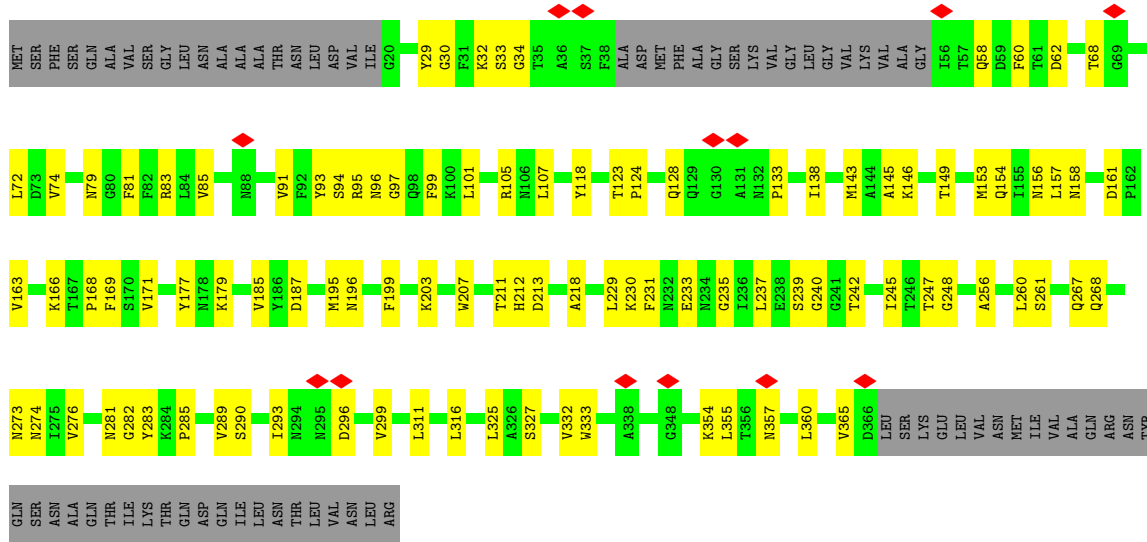 MET SER PHE SER GLN ALA VAL SER GLY LEU ASN ALA ALA ALA THR ASN LEU ASP VAL ILE G20 Y29 G30 F31 K32 S33 G34 T35 A36 S37 F38 ALA ASP MET PHE ALA GLY SER LYS VAL GLY LEU GLY VAL LYS VAL ALA GLY I56 T57 Q58 D59 F60 T61 D62 T68 G69
L72 D73 V74 N79 G80 F81 F82 R83 L84 V85 N88 V91 F92 Y93 S94 R95 N96 G97 Q98 F99 K100 L101 R105 N106 L107 Y118 T123 P124 Q128 Q129 G130 A131 N132 P133 I138 M143 A144 A145 K146 T149 M153 Q154 I155 N156 L157 N158 D161 P162
V163 K166 T167 P168 F169 S170 V171 Y177 N178 K179 V185 Y186 D187 M195 N196 F199 K203 W207 T211 H212 D213 A218 L229 K230 F231 N232 E233 N234 G235 I236 L237 E238 S239 G240 G241 T242 I245 T246 T247 G248 A256 L260 S261 Q267 Q268
N273 N274 I275 V276 N281 G282 Y283 K284 P285 V289 S290 I293 N294 N295 D296 V299 L311 L316 L325 A326 S327 V332 W333 A338 G348 K354 L355 T356 N357 L360 V365 D366 LEU SER LYS GLU LEU VAL ASN MET ILE VAL ALA GLN ARG ASN TYR
GLN SER ASN ALA GLN THR ILE LYS THR GLN ASP GLN ILE LEU ASN THR LEU VAL ASN LEU ARG